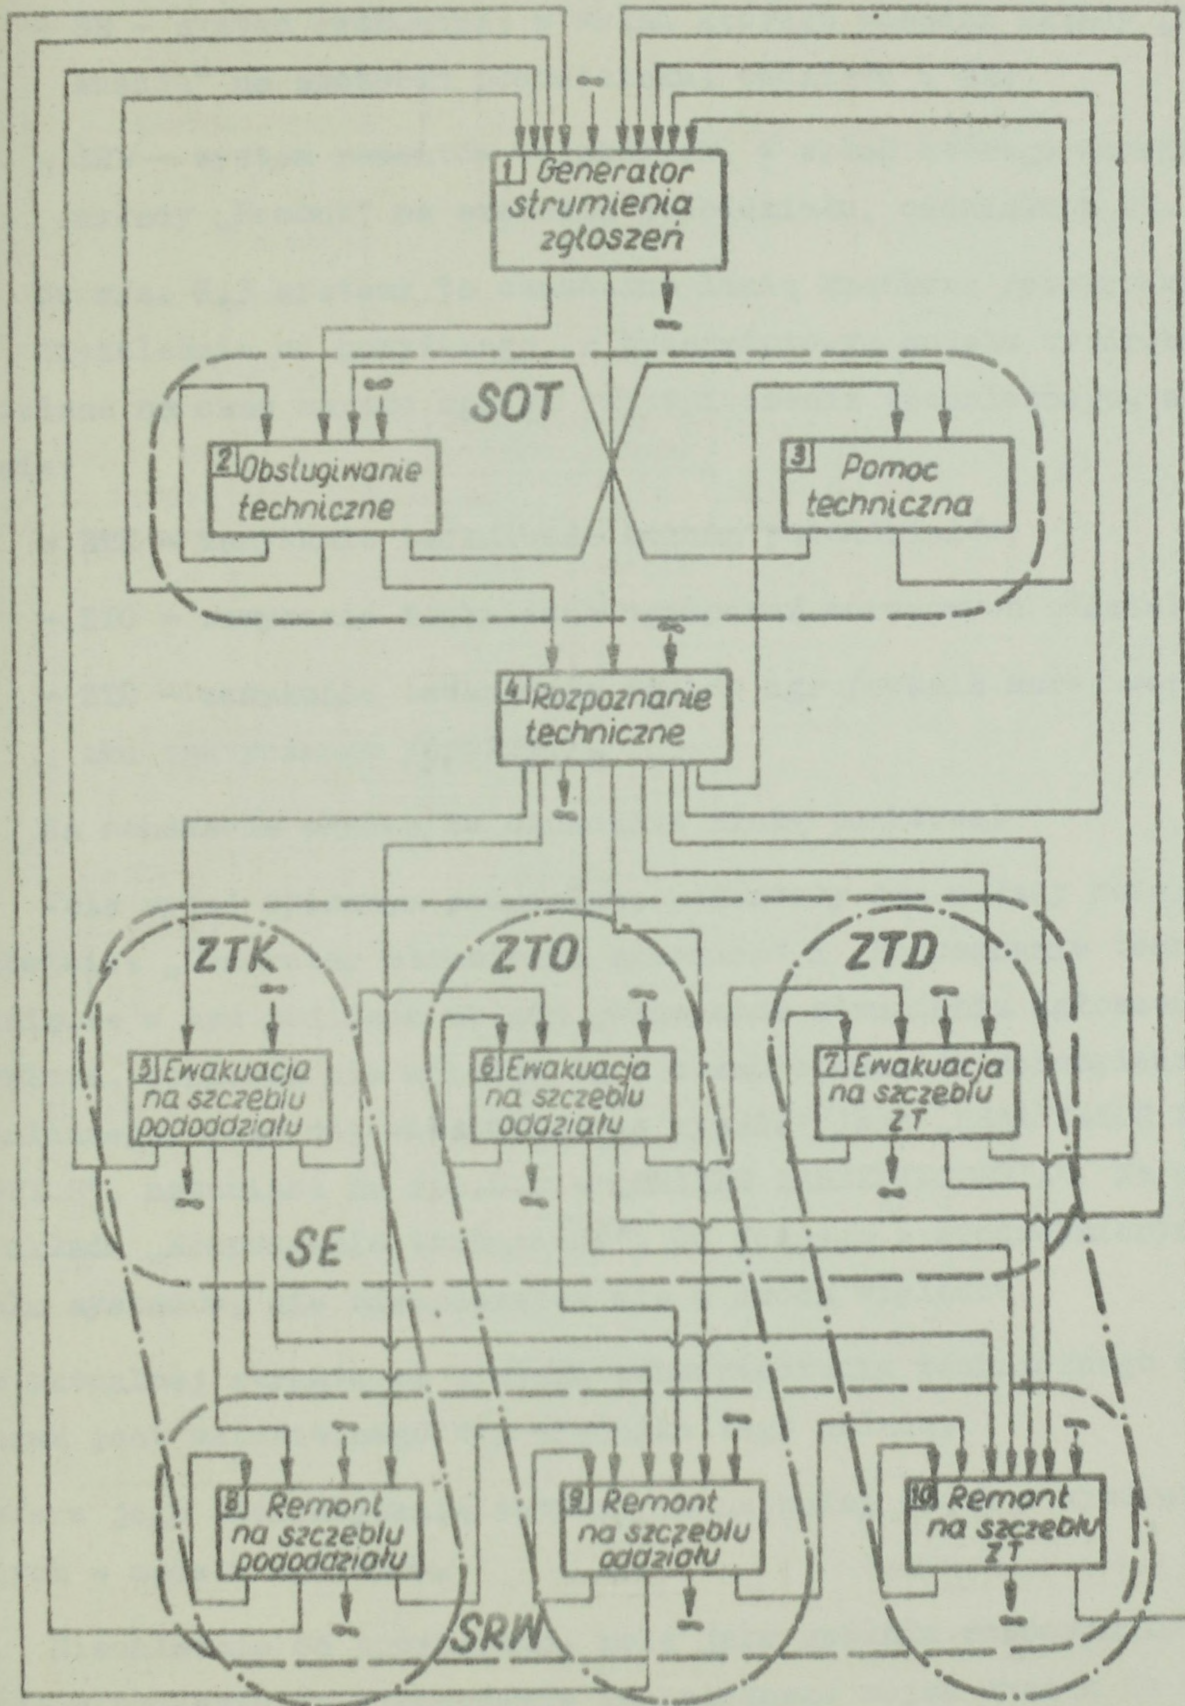 1 Generator
strumienia
zgłoszeń
SOT
2 Obsługiwanie
techniczne
3 Pomoc
techniczna
4 Rozpoznanie
techniczne
ZTK
ZTO
ZTD
5 Ewakuacja
na szczeblu
pododdziału
6 Ewakuacja
na szczeblu
oddziału
7 Ewakuacja
na szczeblu
ZT
SE
8 Remont
na szczeblu
pododdziału
9 Remont
na szczeblu
oddziału
10 Remont
na szczeblu
ZT
SRW